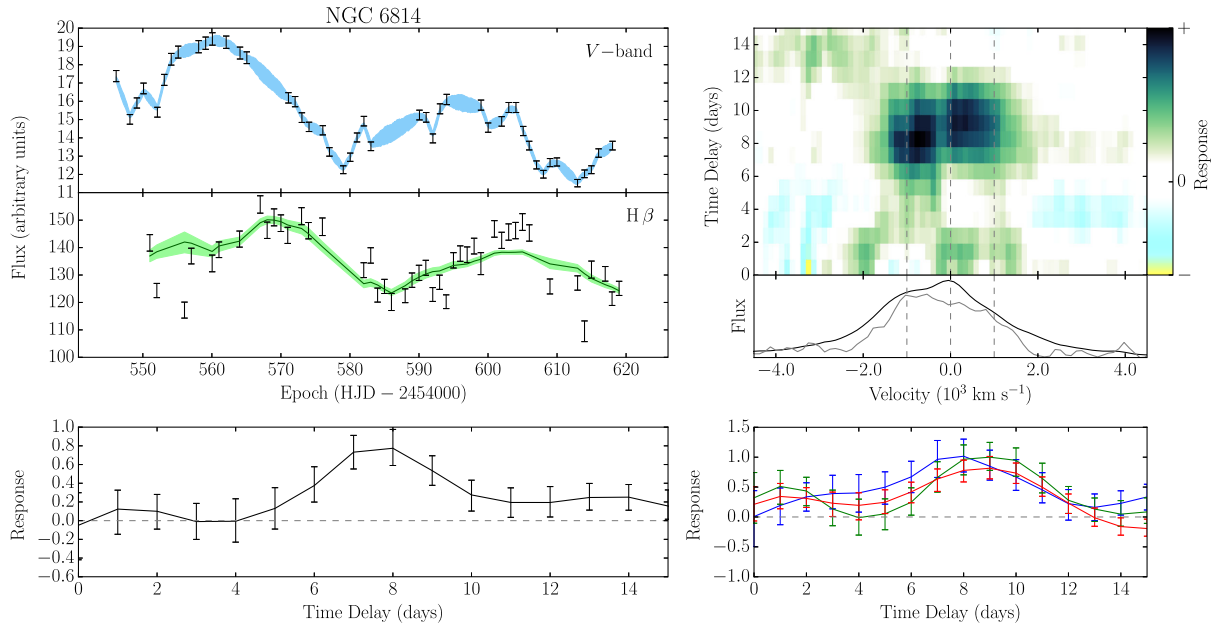 NGC 6814
20
19
18
17
16
15
14
13
12
11
V−band
150
140
130
120
110
100
Hβ
Flux (arbitrary units)
550 560 570 580 590 600 610 620
Epoch (HJD − 2454000)
14
12
10
8
6
4
2
0
Time Delay (days)
+
0
−
Response
Flux
−4.0 −2.0 0.0 2.0 4.0
Velocity (10³ km s⁻¹)
1.0
0.8
0.6
0.4
0.2
0.0
−0.2
−0.4
−0.6
Response
0 2 4 6 8 10 12 14
Time Delay (days)
1.5
1.0
0.5
0.0
−0.5
−1.0
Response
0 2 4 6 8 10 12 14
Time Delay (days)